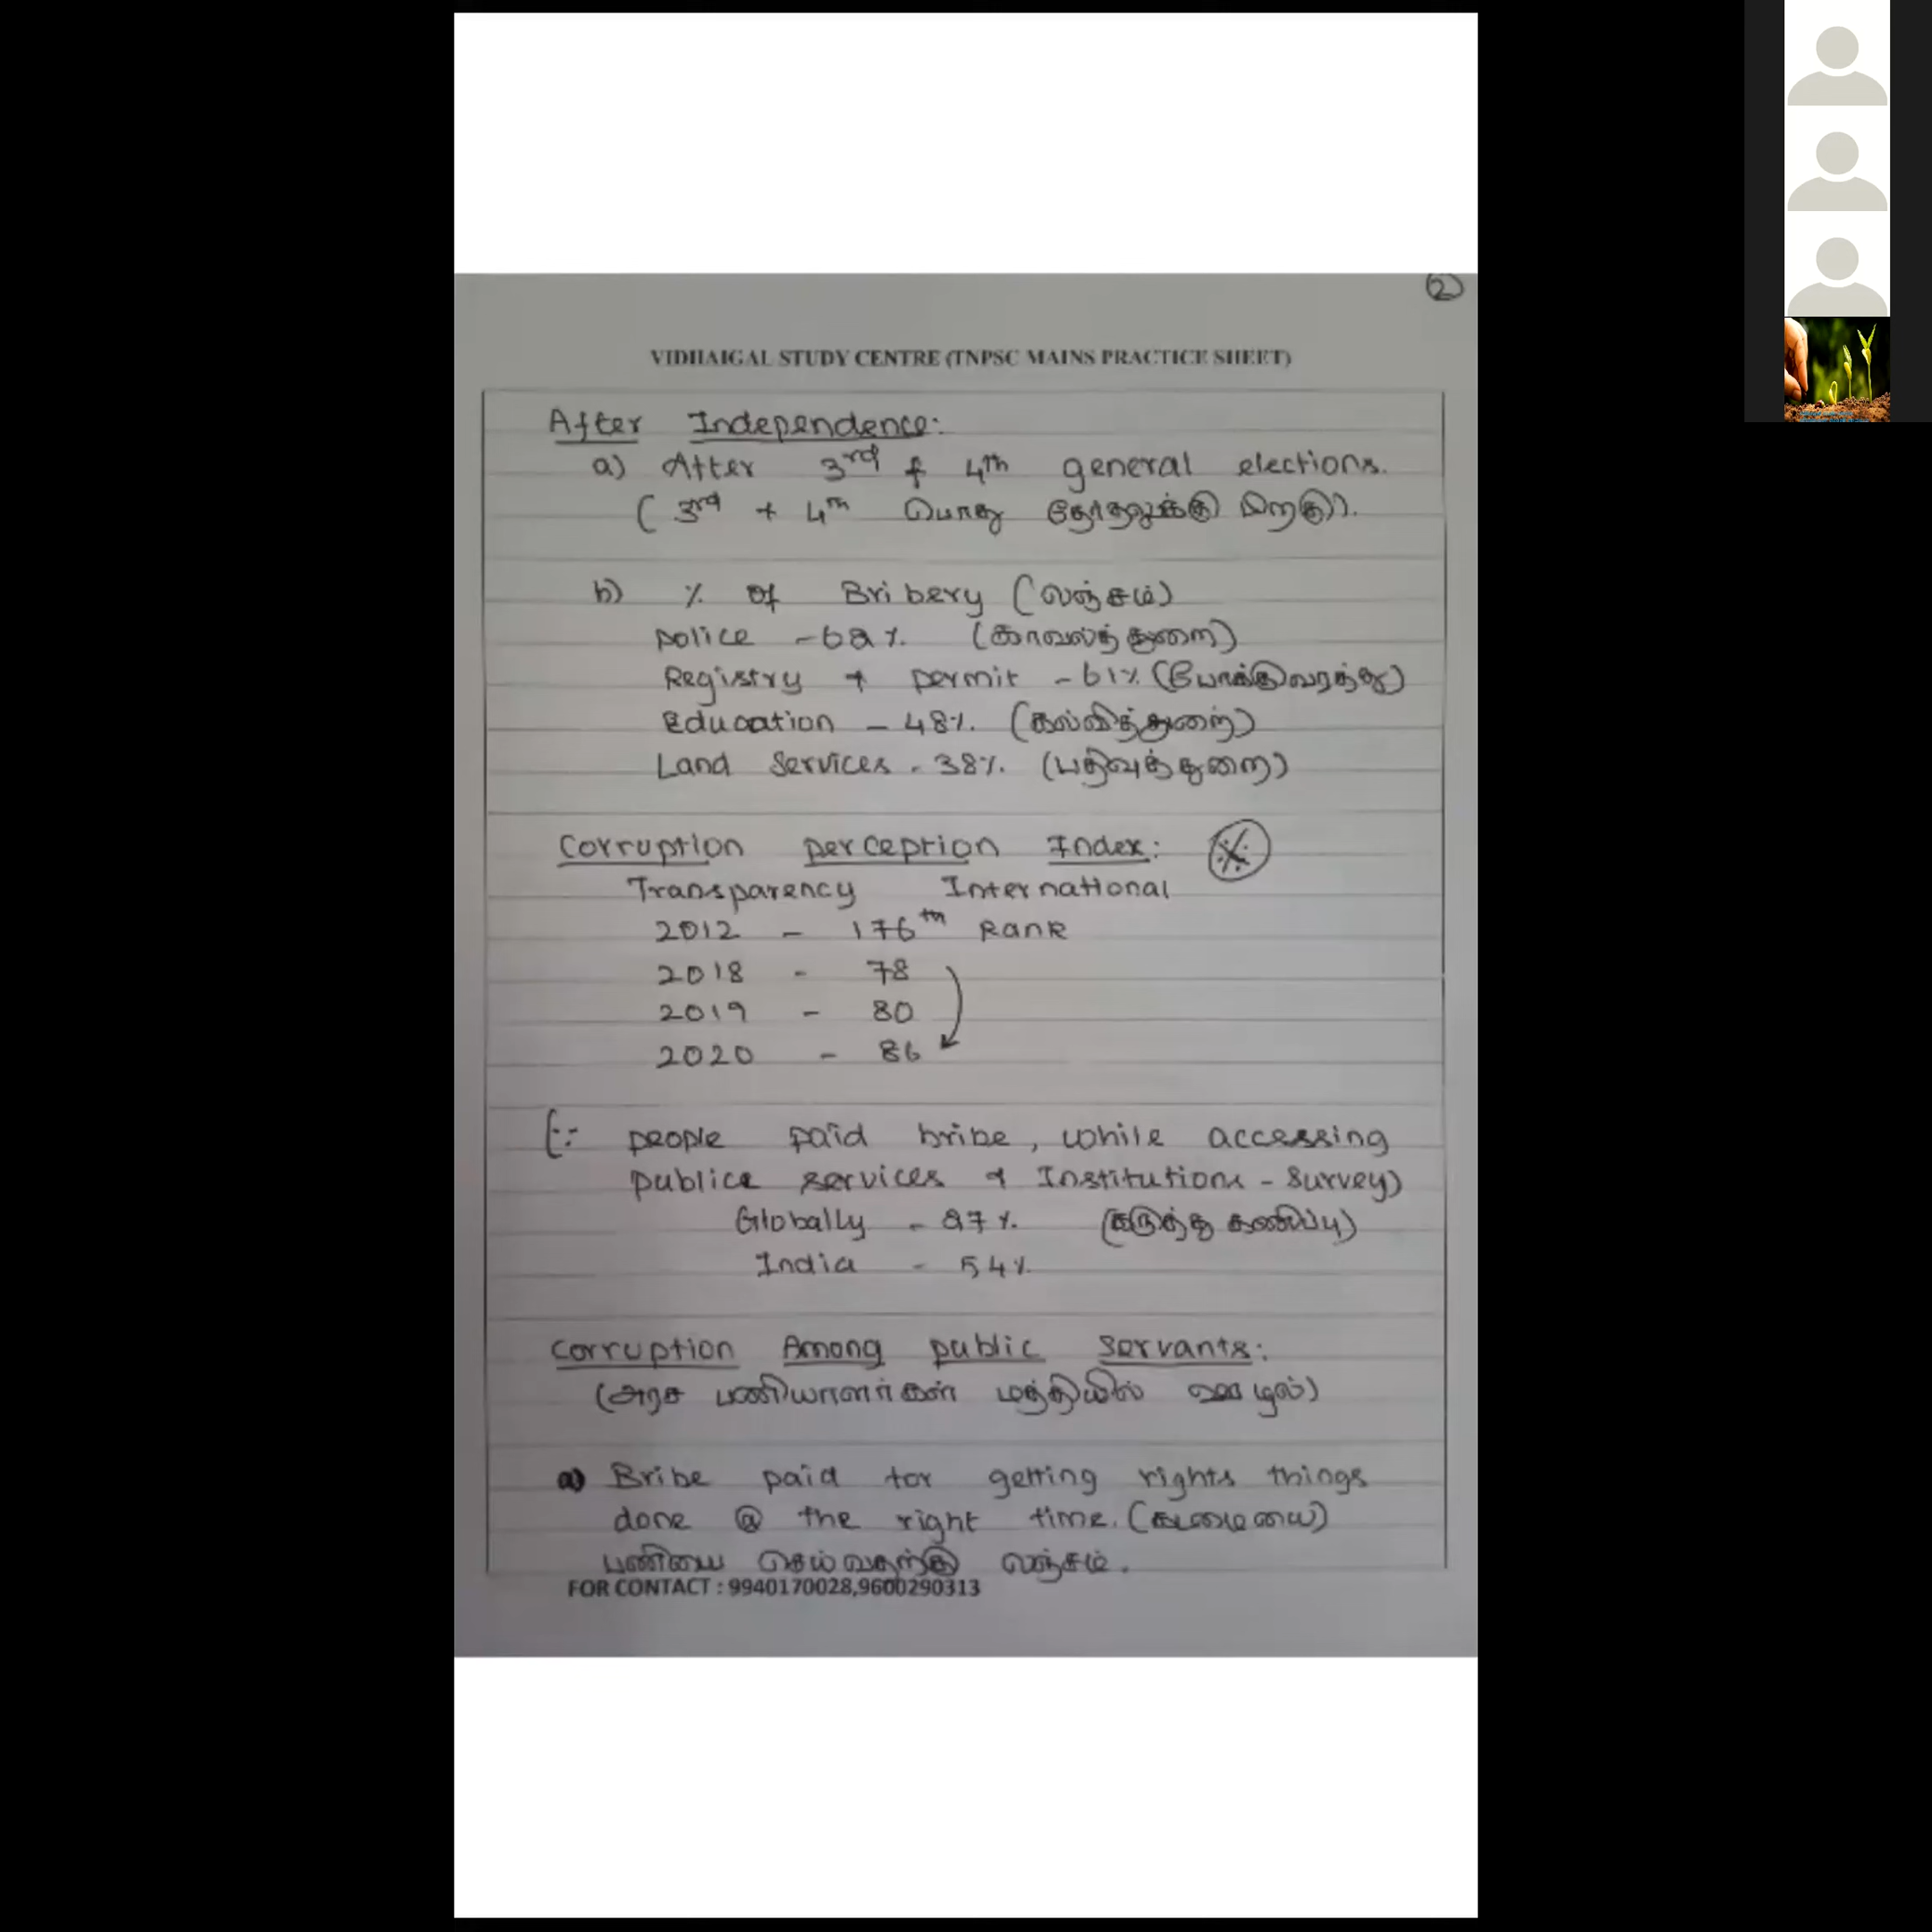 2
VIDHAIGAL STUDY CENTRE (TNPSC MAINS PRACTICE SHEET)
After Independence:
a) After 3rd & 4th general elections.
( 3rd + 4th பொது தேர்தலுக்கு பிறகு).
b) % of Bribery (லஞ்சம்)
police - 62%. (காவல்த்துறை)
Registry + permit - 61% (போக்குவரத்து)
Education - 48%. (கல்வித்துறை)
Land Services - 38%. (பதிவுத்துறை)
Corruption perception Index:
Transparency International
2012 - 176th Rank
2018 - 78
2019 - 80
2020 - 86
(∵ people paid bribe, while accessing
publice services & Institutions - survey)
Globally - 27%. (கருத்து கணிப்பு)
India - 54%
Corruption Among public Servants:
(அரசு பணியாளர்கள் மத்தியில் ஊழல்)
a) Bribe paid for getting rights things
done @ the right time. (கடமையை)
பணியை செய்வதற்கு லஞ்சம்.
FOR CONTACT : 9940170028,9600290313